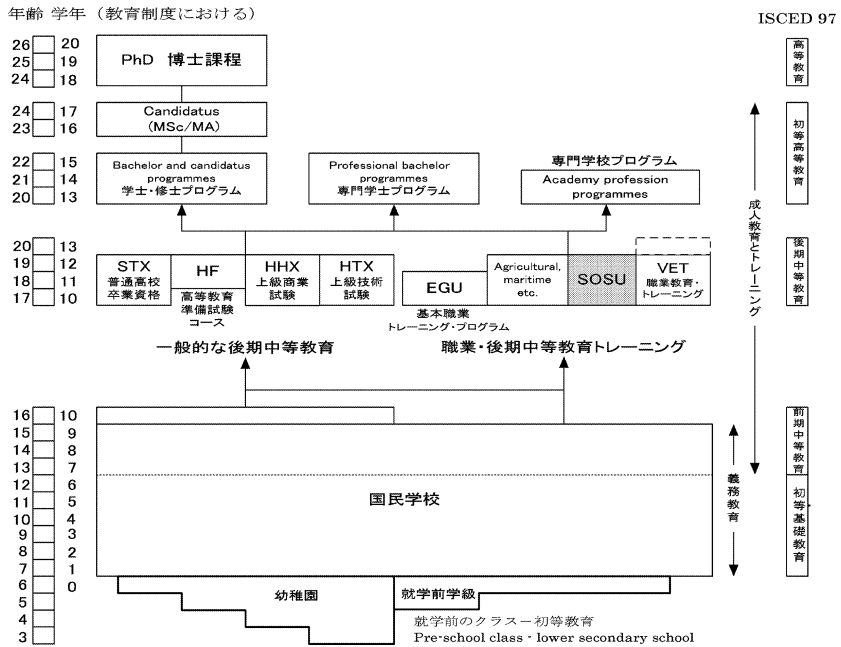 年齢 学年 （教育制度における）
ISCED 97
26 20
25 19
24 18
PhD 博士課程
高等教育
24 17
23 16
Candidatus
(MSc/MA)
初等高等教育
22 15
21 14
20 13
Bachelor and candidatus
programmes
学士・修士プログラム
Professional bachelor
programmes
専門学士プログラム
専門学校プログラム
Academy profession
programmes
成人教育とトレーニング
20 13
19 12
18 11
17 10
STX
普通高校
卒業資格
HF
高等教育
準備試験
コース
HHX
上級商業
試験
HTX
上級技術
試験
EGU
基本職業
トレーニング・プログラム
Agricultural,
maritime
etc.
SOSU
VET
職業教育・
トレーニング
後期中等教育
一般的な後期中等教育
職業・後期中等教育トレーニング
16 10
15 9
14 8
13 7
12 6
11 5
10 4
9 3
8 2
7 1
6 0
5
4
3
国民学校
義務教育
前期中等教育
初等・基礎教育
幼稚園
就学前学級
就学前のクラス－初等教育
Pre-school class - lower secondary school